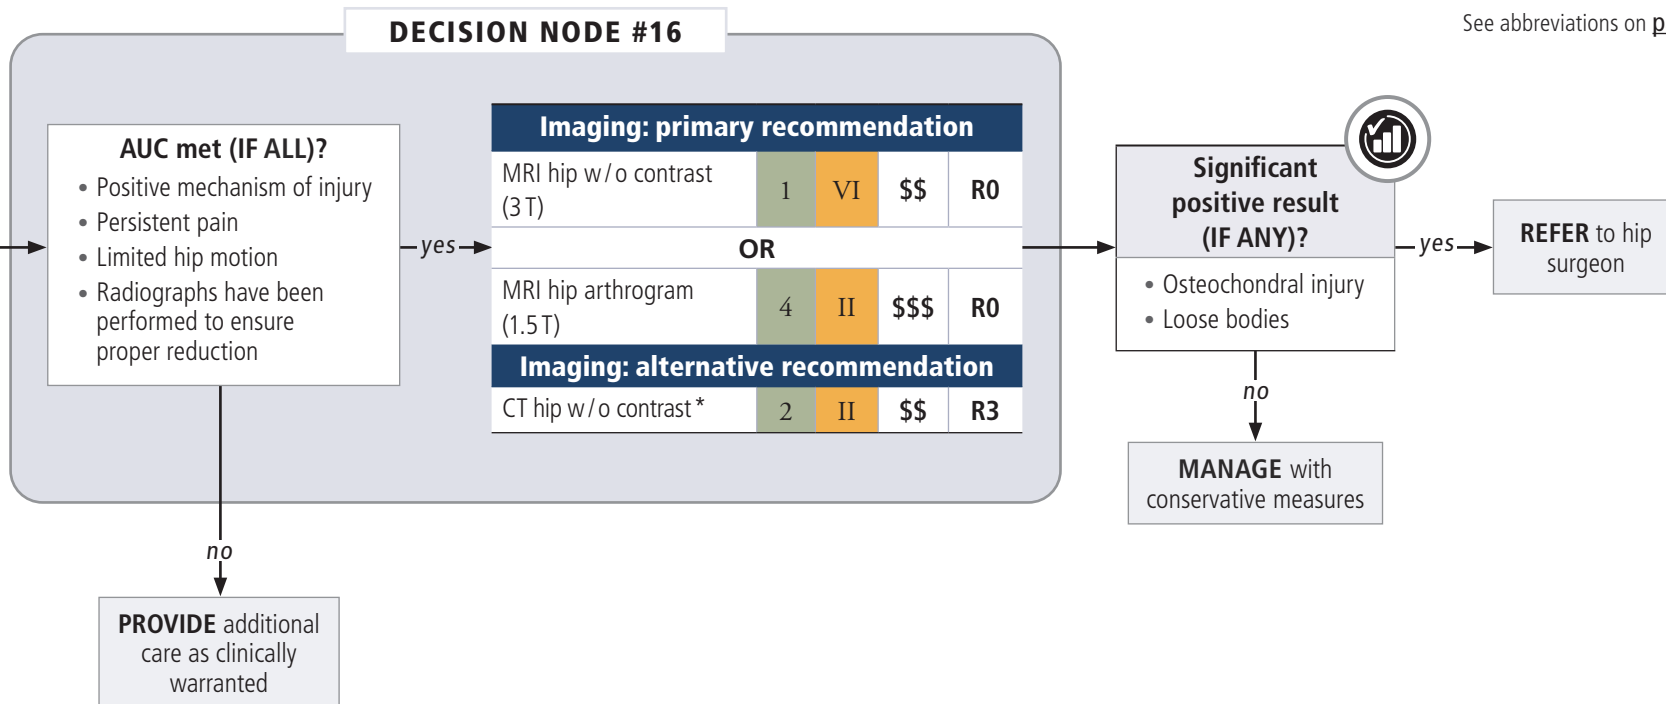 DECISION NODE #16
See abbreviations on p
AUC met (IF ALL)?
• Positive mechanism of injury
• Persistent pain
• Limited hip motion
• Radiographs have been
performed to ensure
proper reduction
yes
Imaging: primary recommendation
MRI hip w/o contrast
(3 T)
1 VI $$ R0
OR
MRI hip arthrogram
(1.5 T)
4 II $$$ R0
Imaging: alternative recommendation
CT hip w/o contrast * 2 II $$ R3
Significant
positive result
(IF ANY)?
• Osteochondral injury
• Loose bodies
yes
REFER to hip
surgeon
no
MANAGE with
conservative measures
no
PROVIDE additional
care as clinically
warranted